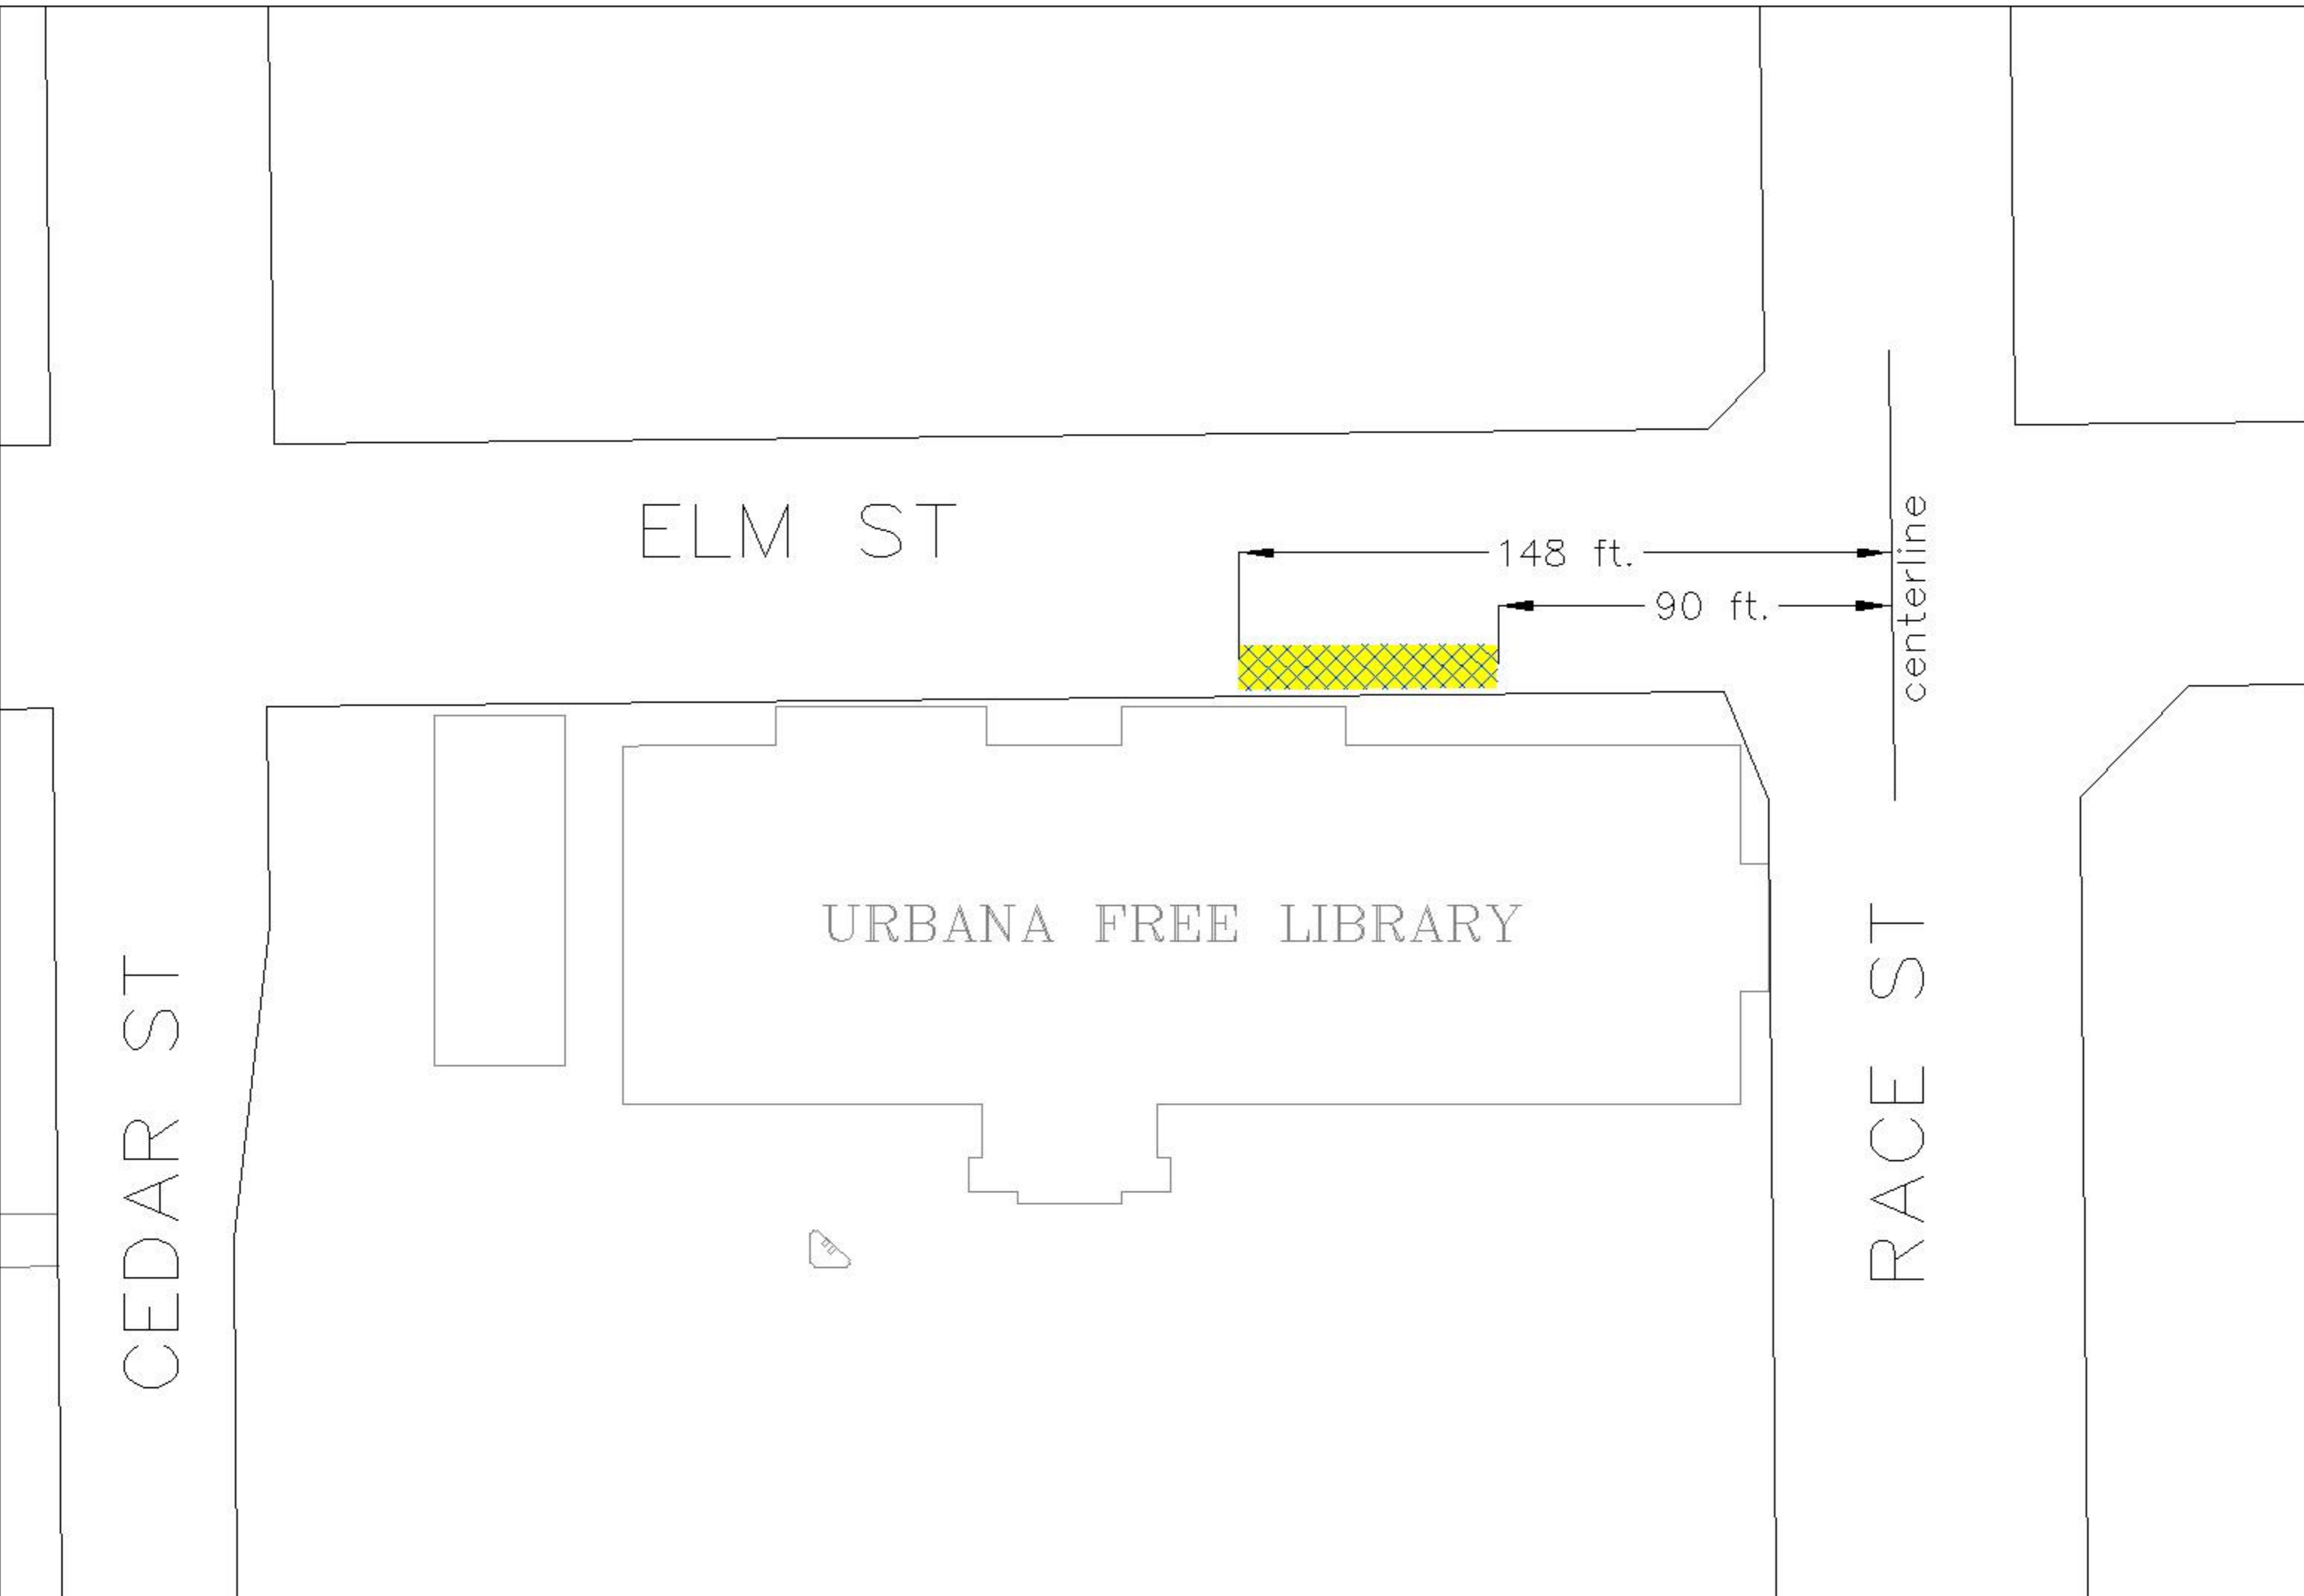 ELM ST
148 ft.
90 ft.
centerline
URBANA FREE LIBRARY
CEDAR ST
RACE ST